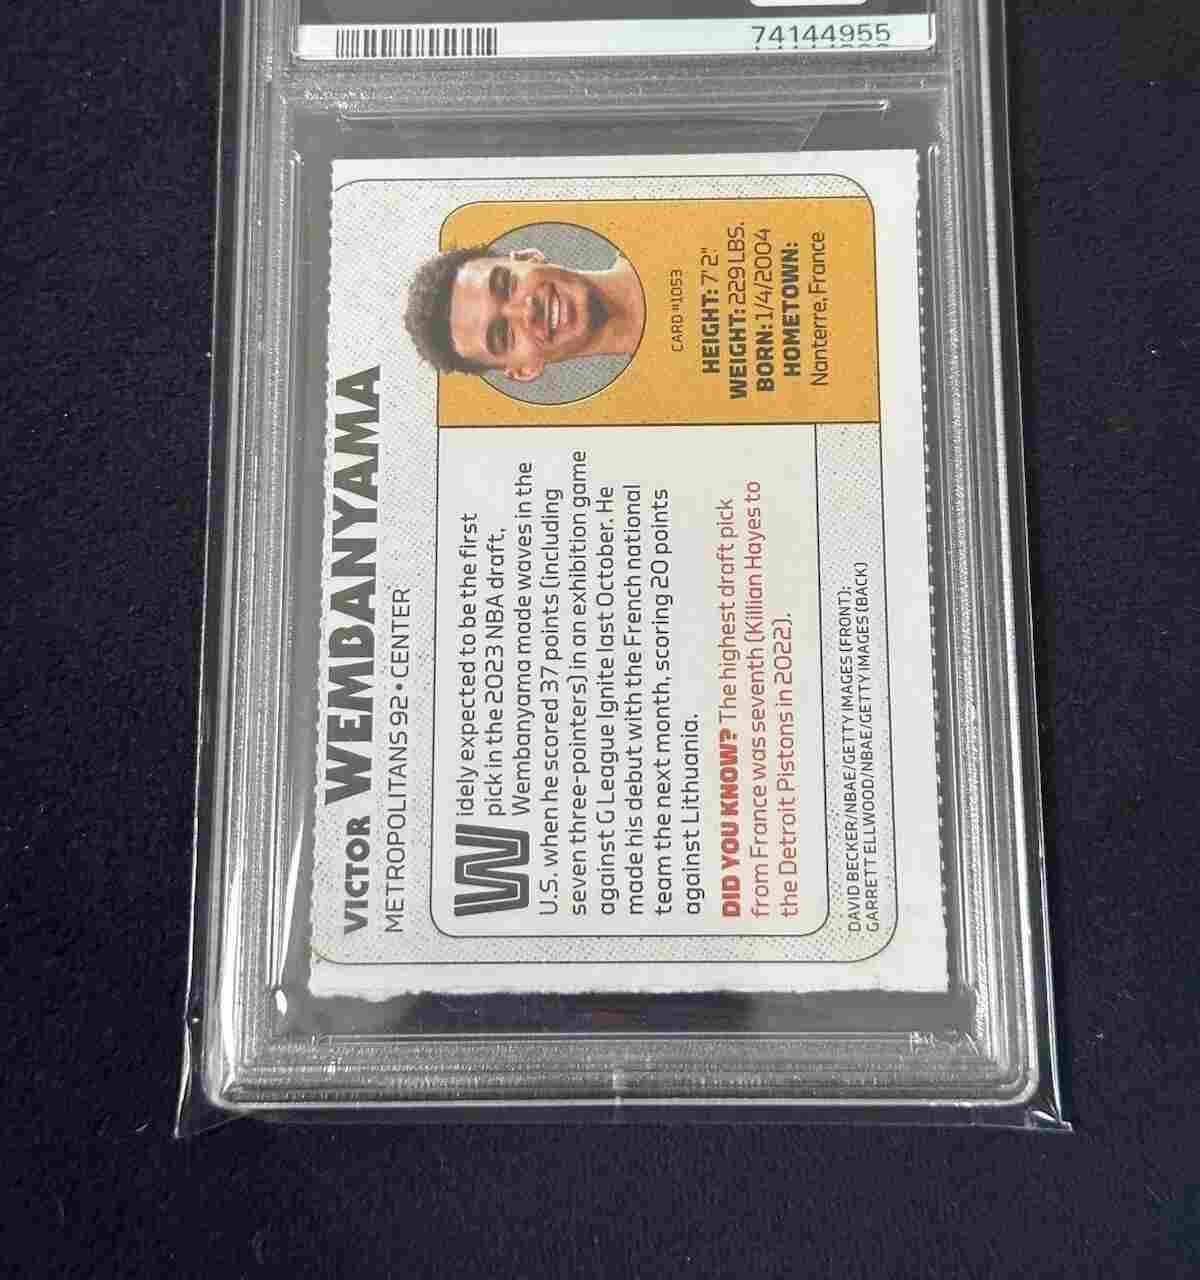 74144955
VICTOR WEMBANYAMA
METROPOLITANS 92 • CENTER
Widely expected to be the first
pick in the 2023 NBA draft,
Wembanyama made waves in the
U.S. when he scored 37 points (including
seven three-pointers) in an exhibition game
against G League Ignite last October. He
made his debut with the French national
team the next month, scoring 20 points
against Lithuania.
DID YOU KNOW? The highest draft pick
from France was seventh (Killian Hayes to
the Detroit Pistons in 2022).
CARD #1053
HEIGHT: 7'2"
WEIGHT: 229 LBS.
BORN: 1/4/2004
HOMETOWN:
Nanterre, France
DAVID BECKER/NBAE/GETTY IMAGES (FRONT);
GARRETT ELLWOOD/NBAE/GETTY IMAGES (BACK)